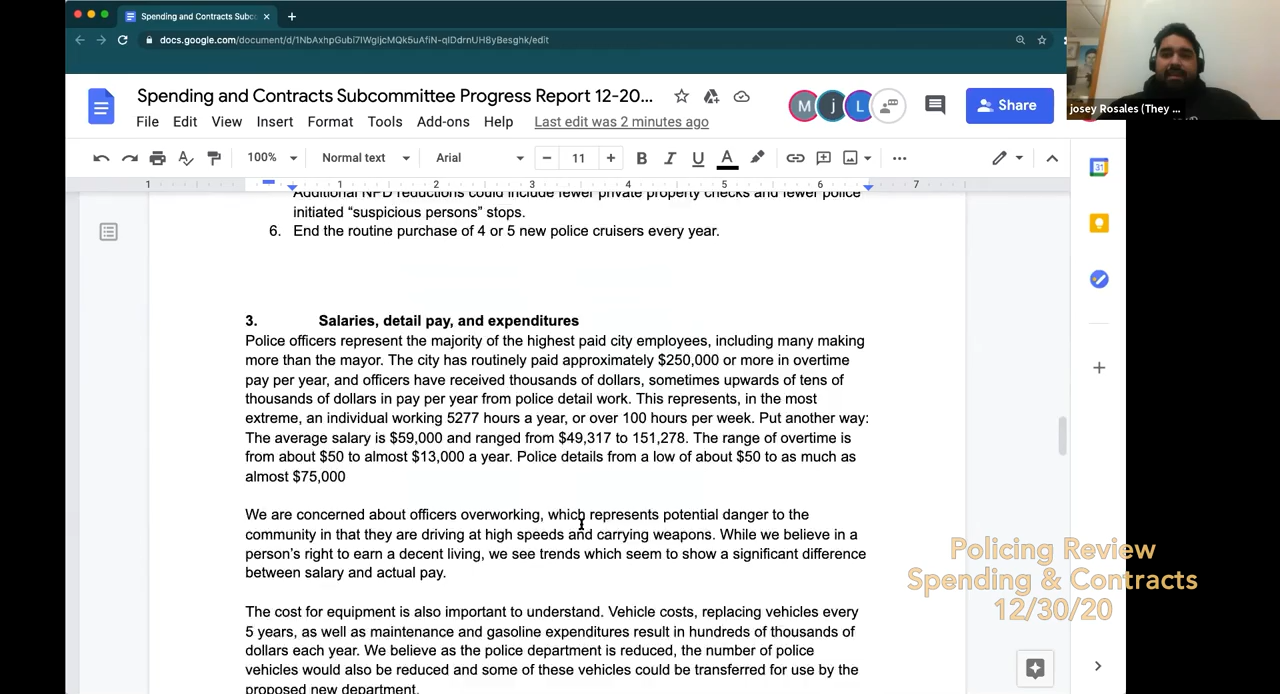 Spending and Contracts Subcc
docs.google.com/document/d/1NbAxhpGubi7IWgIjcMQk5uAfiN-qIDdrnUH8yBesghk/edit
josey Rosales (They ...
Spending and Contracts Subcommittee Progress Report 12-20...
M j L
Share
File Edit View Insert Format Tools Add-ons Help Last edit was 2 minutes ago
100% Normal text Arial 11 B I U A
1 1 2 3 4 5 6 7
Additional NPD reductions could include fewer private property checks and fewer police
initiated “suspicious persons” stops.
6. End the routine purchase of 4 or 5 new police cruisers every year.
3. Salaries, detail pay, and expenditures
Police officers represent the majority of the highest paid city employees, including many making
more than the mayor. The city has routinely paid approximately $250,000 or more in overtime
pay per year, and officers have received thousands of dollars, sometimes upwards of tens of
thousands of dollars in pay per year from police detail work. This represents, in the most
extreme, an individual working 5277 hours a year, or over 100 hours per week. Put another way:
The average salary is $59,000 and ranged from $49,317 to 151,278. The range of overtime is
from about $50 to almost $13,000 a year. Police details from a low of about $50 to as much as
almost $75,000
We are concerned about officers overworking, which represents potential danger to the
community in that they are driving at high speeds and carrying weapons. While we believe in a
person’s right to earn a decent living, we see trends which seem to show a significant difference
between salary and actual pay.
The cost for equipment is also important to understand. Vehicle costs, replacing vehicles every
5 years, as well as maintenance and gasoline expenditures result in hundreds of thousands of
dollars each year. We believe as the police department is reduced, the number of police
vehicles would also be reduced and some of these vehicles could be transferred for use by the
proposed new department.
31
Policing Review
Spending & Contracts
12/30/20